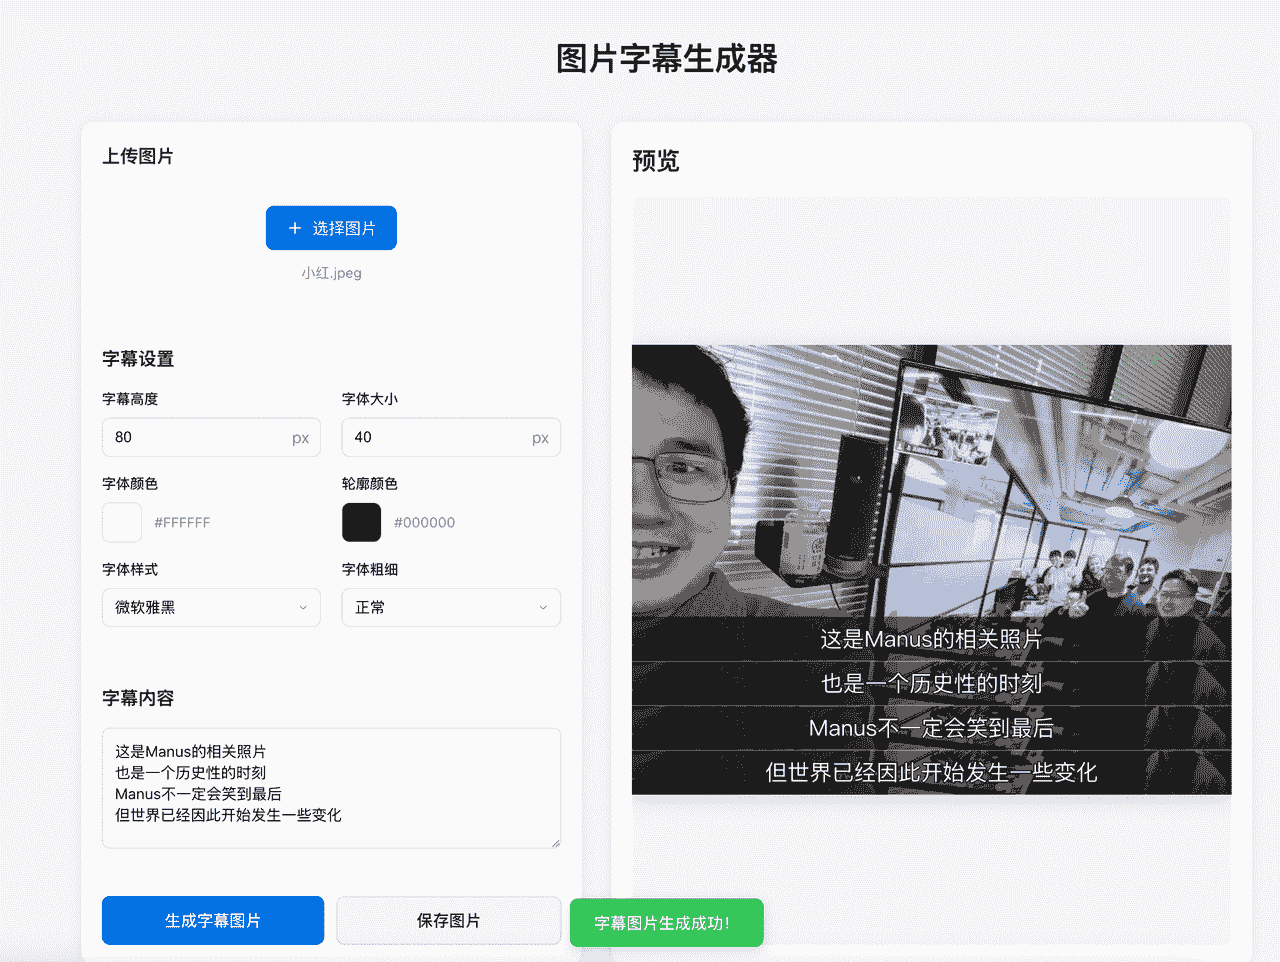 图片字幕生成器
上传图片
+ 选择图片
小红.jpeg
字幕设置
字幕高度
字体大小
80 px
40 px
字体颜色
轮廓颜色
#FFFFFF
#000000
字体样式
字体粗细
微软雅黑
正常
字幕内容
这是Manus的相关照片
也是一个历史性的时刻
Manus不一定会笑到最后
但世界已经因此开始发生一些变化
生成字幕图片
保存图片
预览
这是Manus的相关照片
也是一个历史性的时刻
Manus不一定会笑到最后
但世界已经因此开始发生一些变化
字幕图片生成成功!